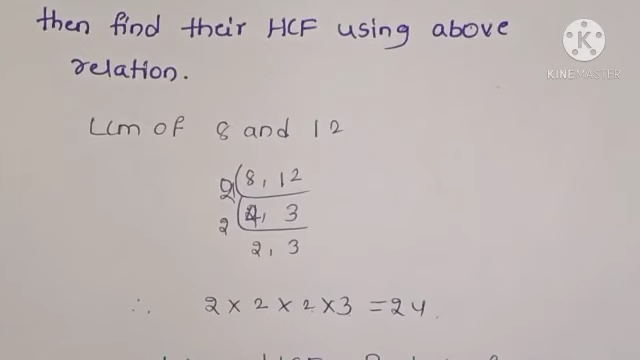 then find their HCF using above
relation.
K
KINEMASTER
LCM of 8 and 12
2 8, 12
2 4, 3
2, 3
∴ 2 × 2 × 2 × 3 = 24